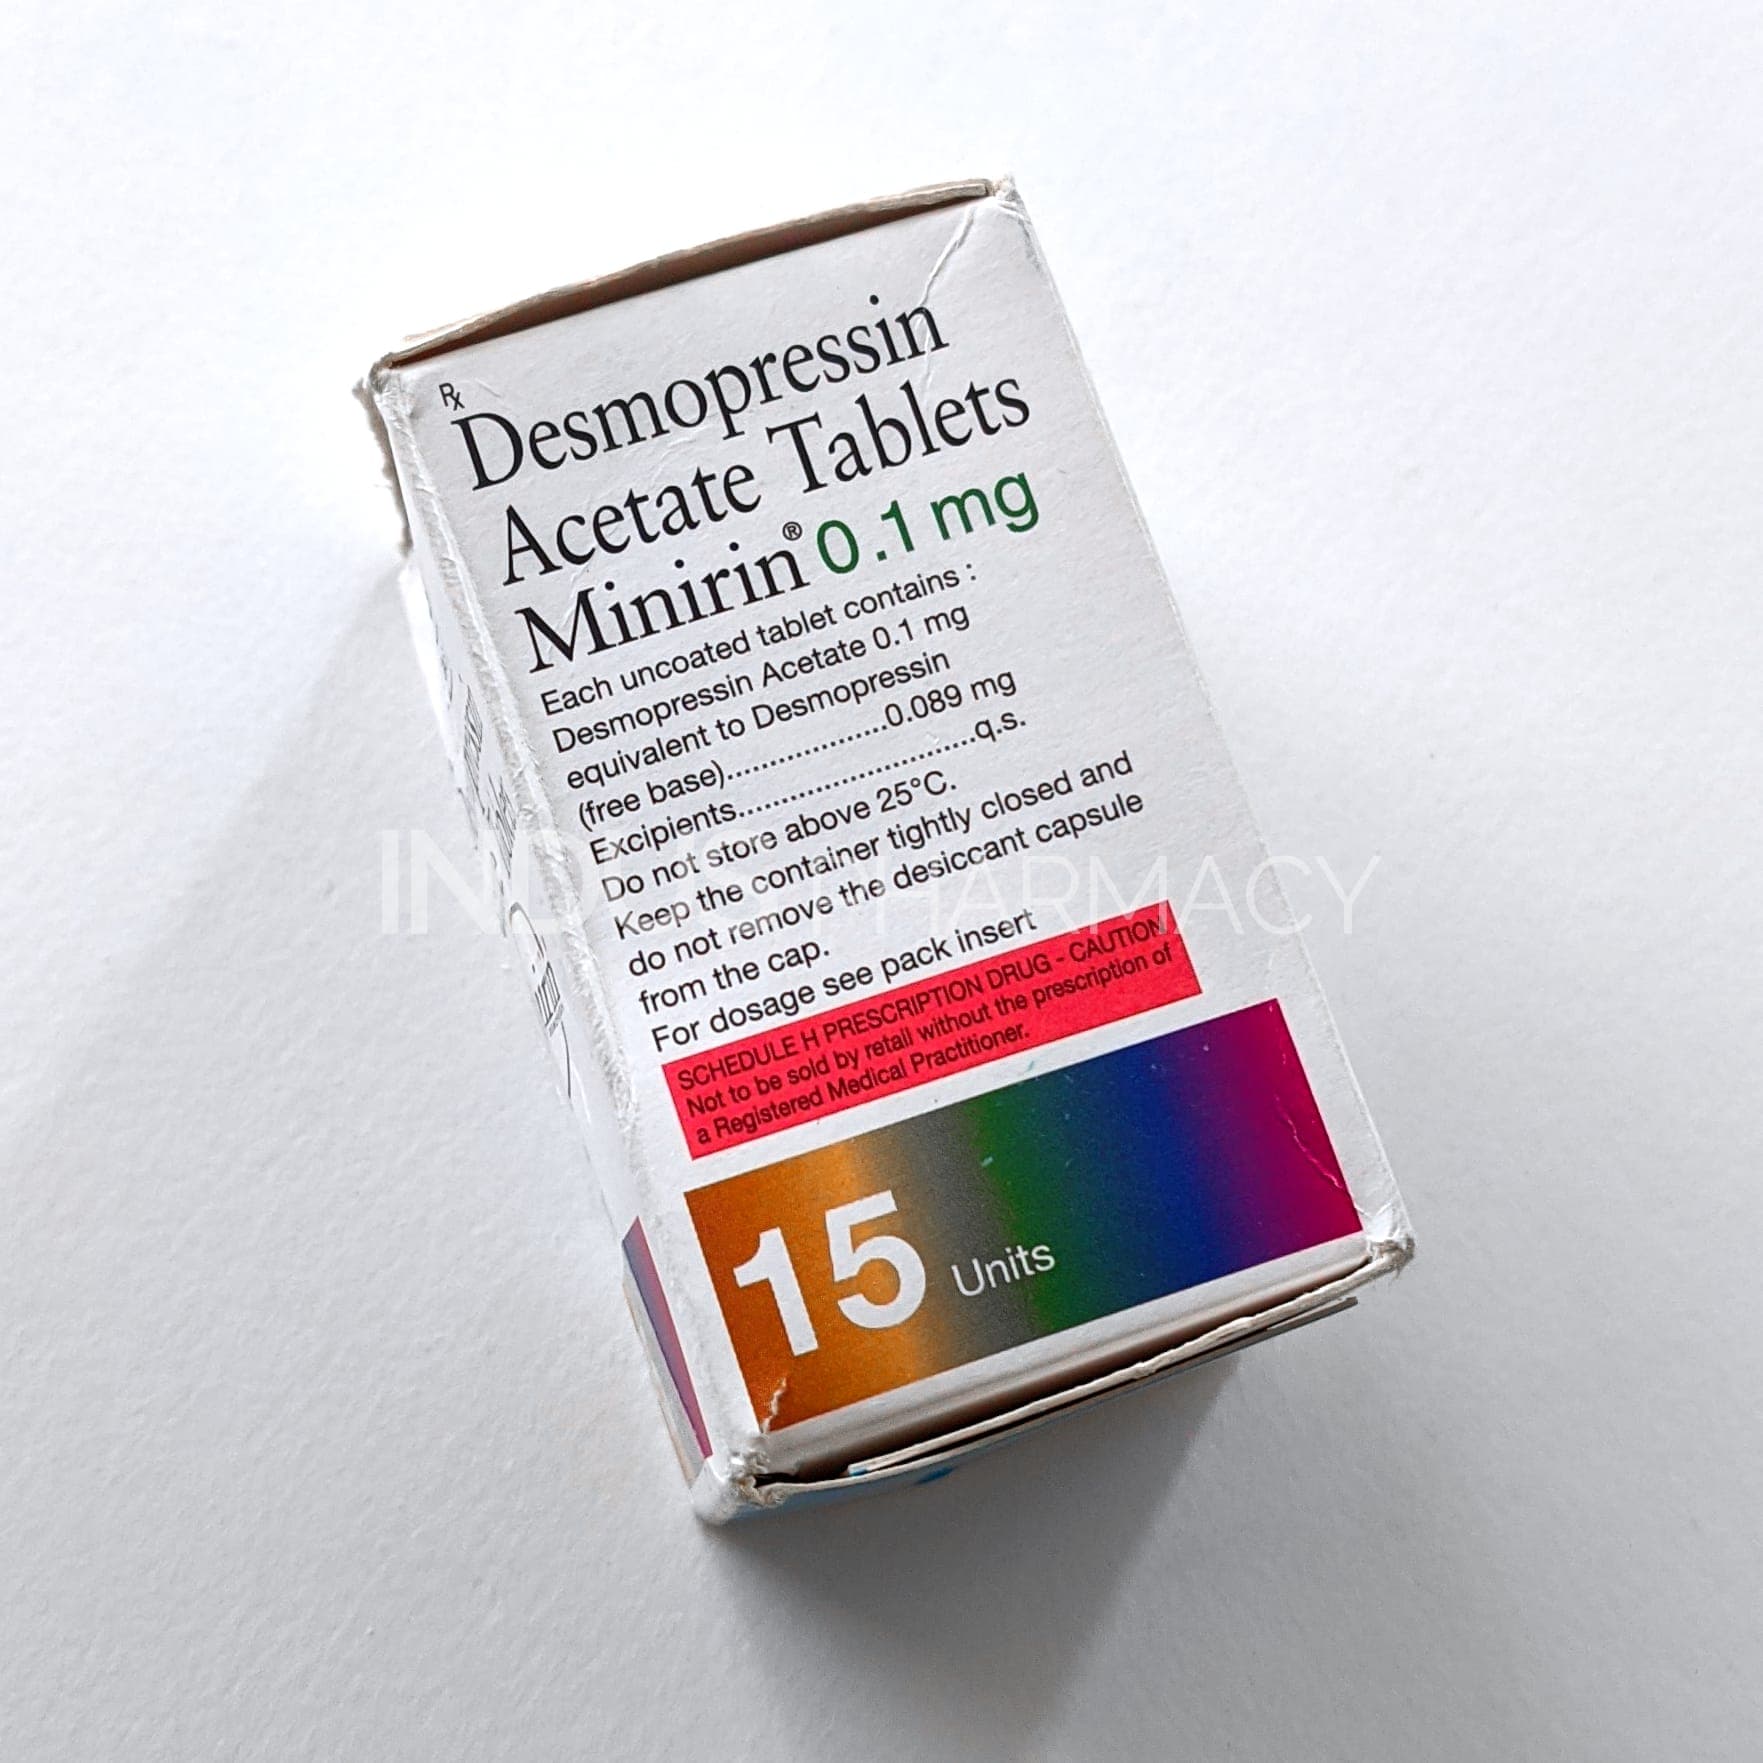 Rx
Desmopressin
Acetate Tablets
Minirin® 0.1 mg
Each uncoated tablet contains :
Desmopressin Acetate 0.1 mg
equivalent to Desmopressin
(free base)...................0.089 mg
Excipients............................q.s.
Do not store above 25°C.
Keep the container tightly closed and
do not remove the desiccant capsule
from the cap.
For dosage see pack insert
SCHEDULE H PRESCRIPTION DRUG - CAUTION
Not to be sold by retail without the prescription of
a Registered Medical Practitioner.
15 Units
PHARMACY